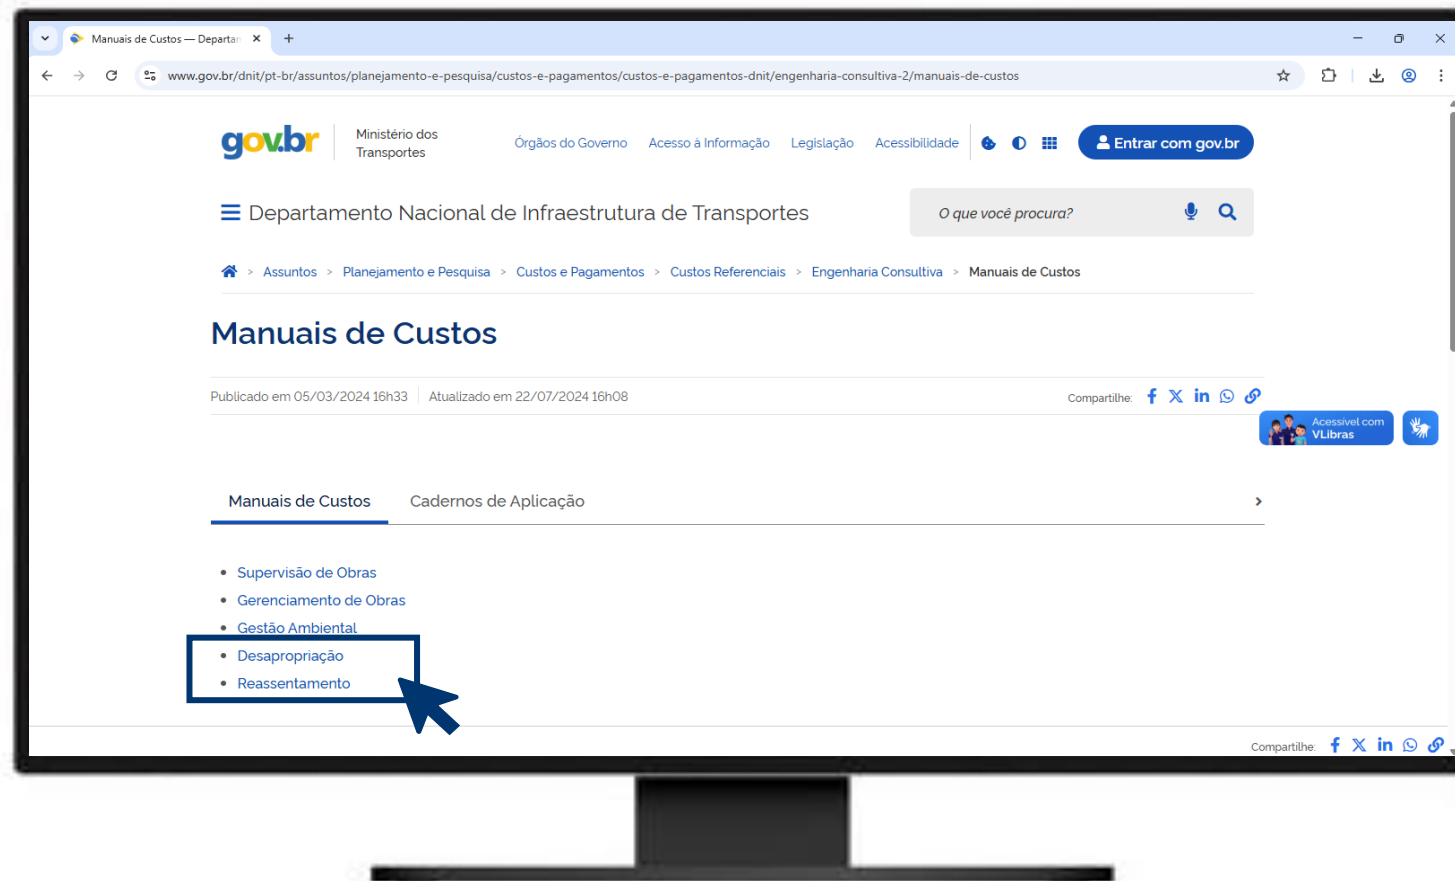 Manuais de Custos — Departan
www.gov.br/dnit/pt-br/assuntos/planejamento-e-pesquisa/custos-e-pagamentos/custos-e-pagamentos-dnit/engenharia-consultiva-2/manuais-de-custos
gov.br
Ministério dos
Transportes
Órgãos do Governo Acesso à Informação Legislação Acessibilidade
Entrar com gov.br
Departamento Nacional de Infraestrutura de Transportes
O que você procura?
> Assuntos > Planejamento e Pesquisa > Custos e Pagamentos > Custos Referenciais > Engenharia Consultiva > Manuais de Custos
Manuais de Custos
Publicado em 05/03/2024 16h33 Atualizado em 22/07/2024 16h08
Compartilhe:
Acessível com
VLibras
Manuais de Custos Cadernos de Aplicação
Supervisão de Obras
Gerenciamento de Obras
Gestão Ambiental
Desapropriação
Reassentamento
Compartilhe: